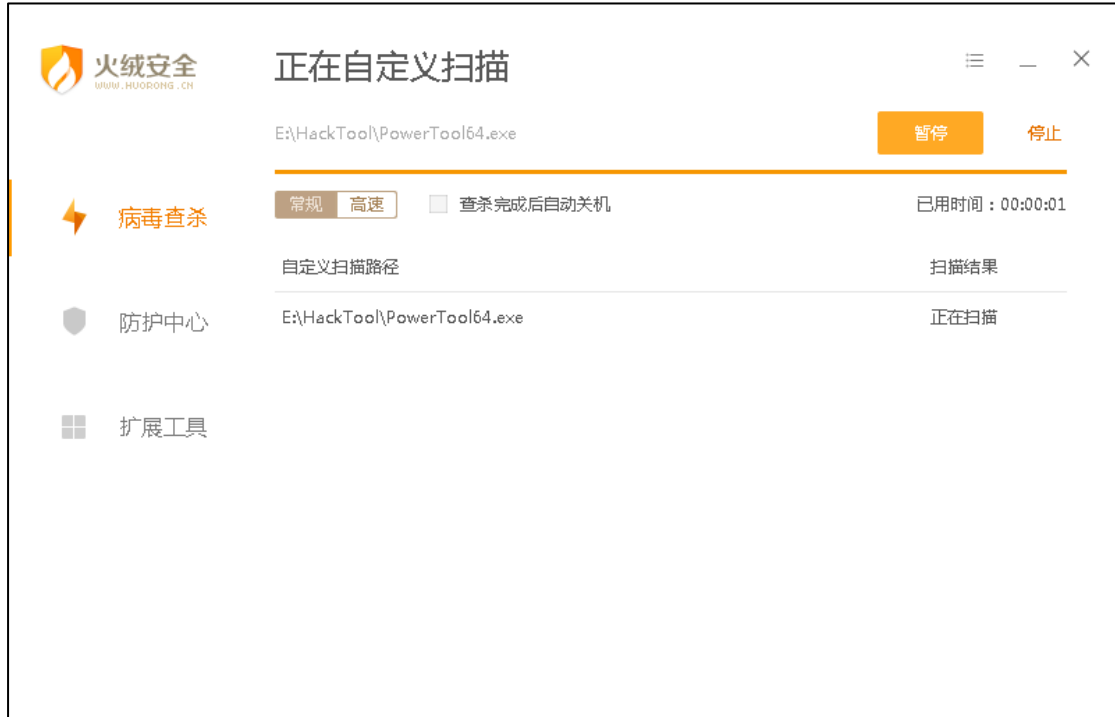 火绒安全
WWW.HUORONG.CN
正在自定义扫描
E:\HackTool\PowerTool64.exe
暂停
停止
常规 高速 查杀完成后自动关机 已用时间：00:00:01
病毒查杀
自定义扫描路径 扫描结果
E:\HackTool\PowerTool64.exe 正在扫描
防护中心
扩展工具